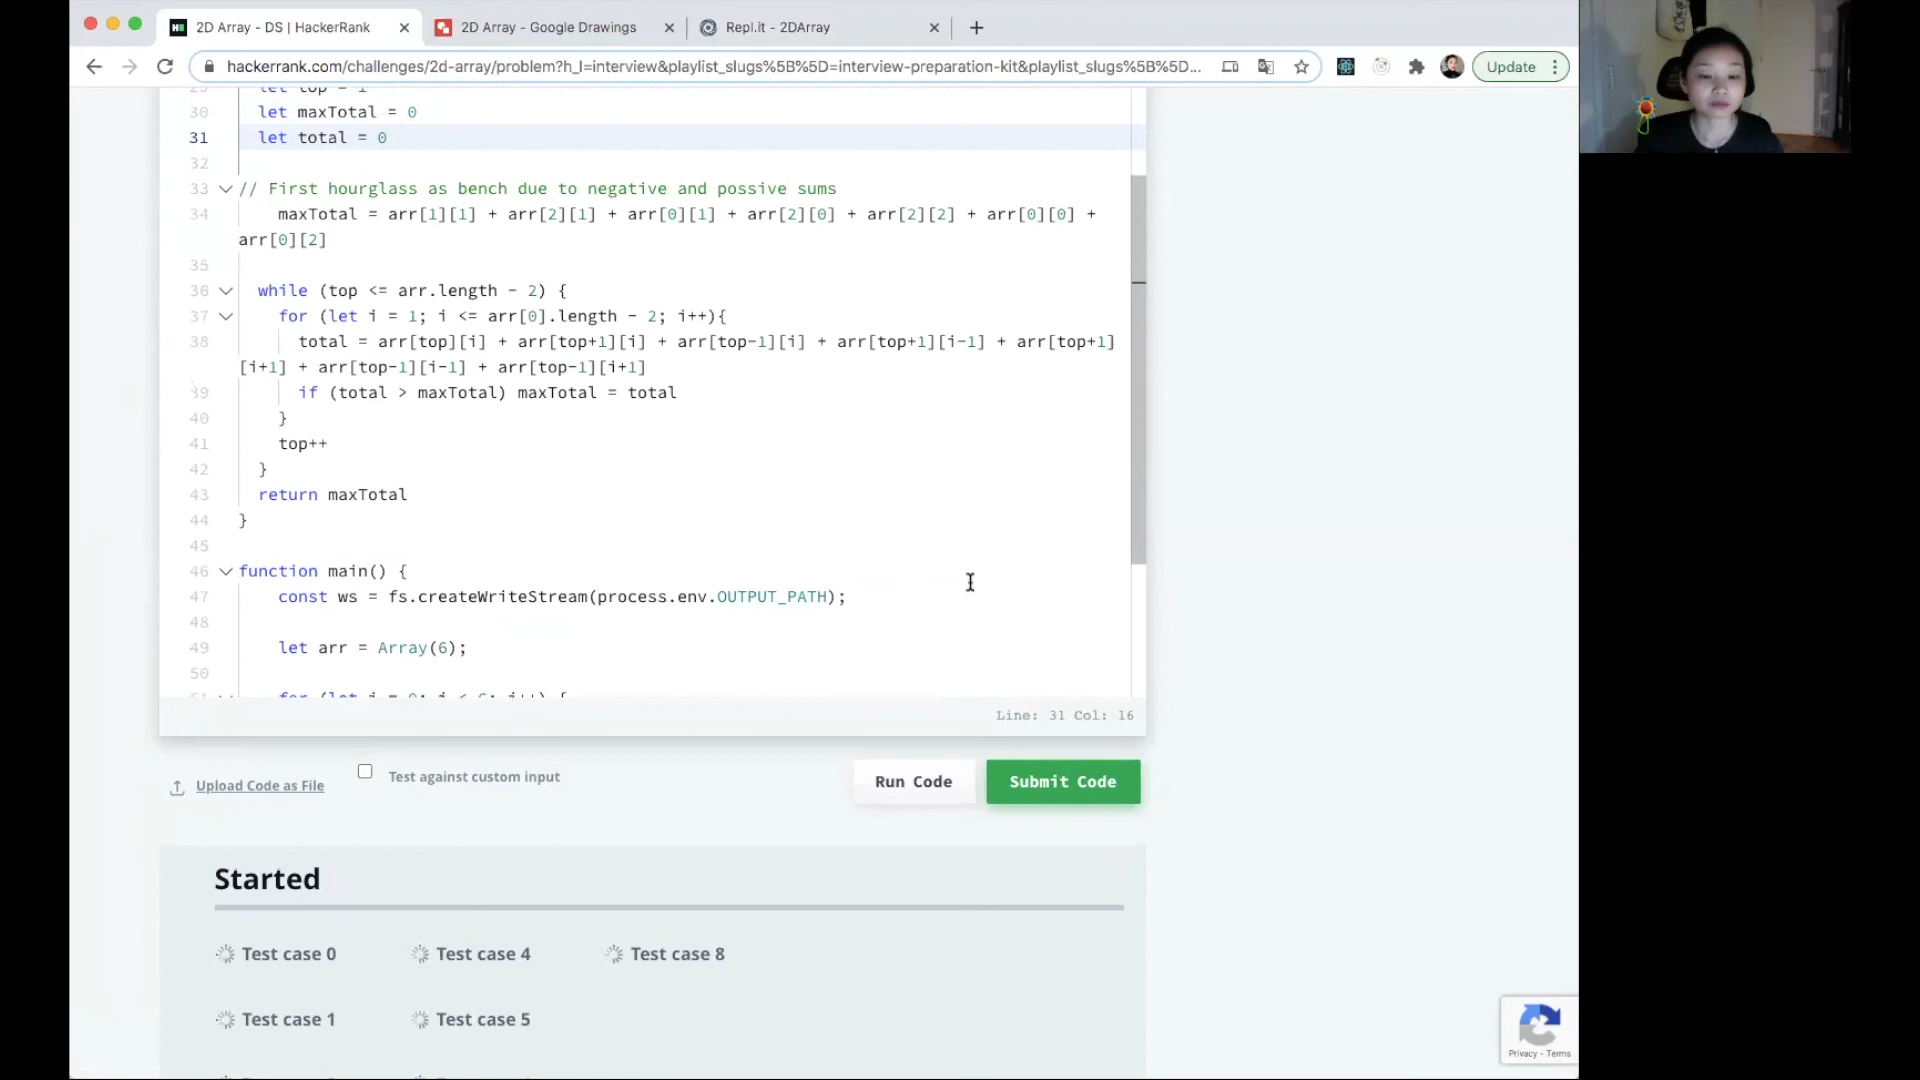 2D Array - DS | HackerRank
2D Array - Google Drawings
Repl.it - 2DArray
hackerrank.com/challenges/2d-array/problem?h_l=interview&playlist_slugs%5B%5D=interview-preparation-kit&playlist_slugs%5B%5D...
Update
29 let top = 1
30 let maxTotal = 0
31 let total = 0
32
33 // First hourglass as bench due to negative and possive sums
34 maxTotal = arr[1][1] + arr[2][1] + arr[0][1] + arr[2][0] + arr[2][2] + arr[0][0] +
arr[0][2]
35
36 while (top <= arr.length - 2) {
37 for (let i = 1; i <= arr[0].length - 2; i++){
38 total = arr[top][i] + arr[top+1][i] + arr[top-1][i] + arr[top+1][i-1] + arr[top+1]
[i+1] + arr[top-1][i-1] + arr[top-1][i+1]
39 if (total > maxTotal) maxTotal = total
40 }
41 top++
42 }
43 return maxTotal
44 }
45
46 function main() {
47 const ws = fs.createWriteStream(process.env.OUTPUT_PATH);
48
49 let arr = Array(6);
50
51 for (let i = 0; i < 6; i++) {
Line: 31 Col: 16
Upload Code as File
Test against custom input
Run Code
Submit Code
Started
Test case 0
Test case 4
Test case 8
Test case 1
Test case 5
Privacy - Terms